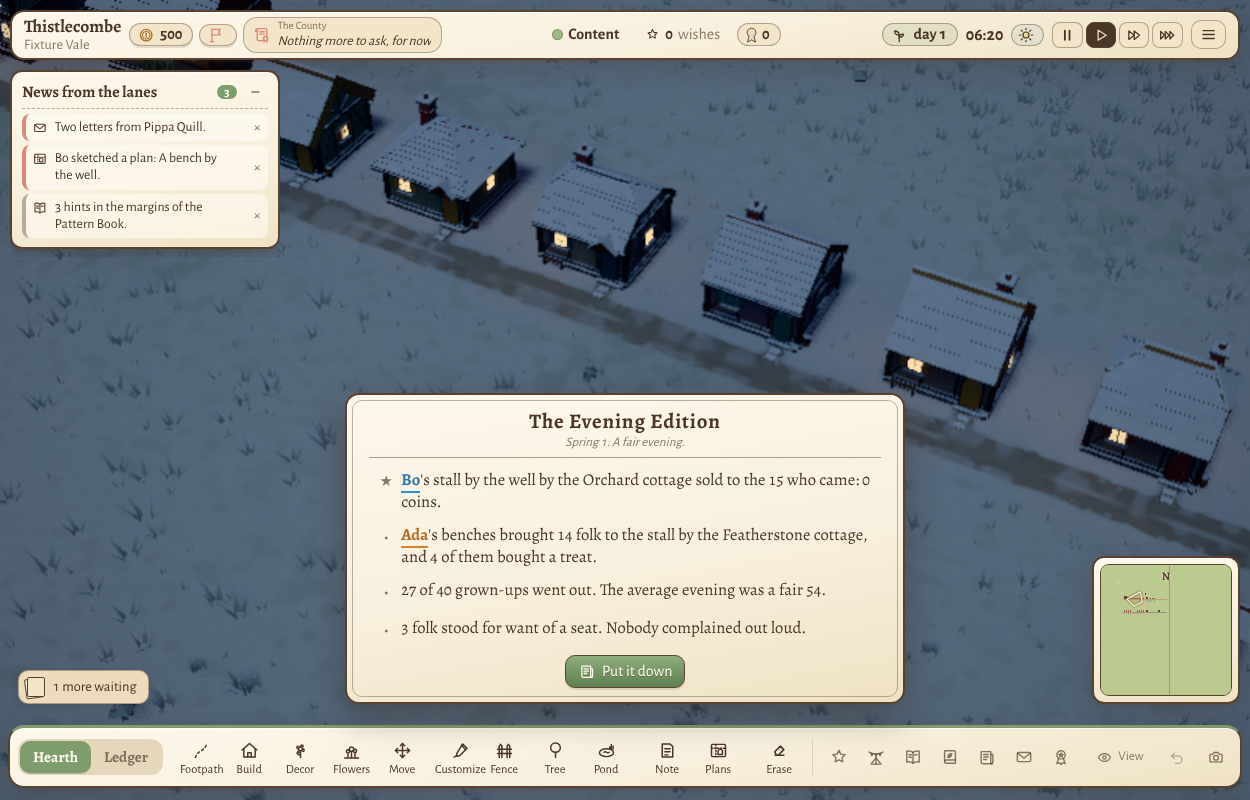 Thistlecombe
Fixture Vale
500
The County
Nothing more to ask, for now
Content
0 wishes
0
day 1
06:20
News from the lanes
3
Two letters from Pippa Quill.
Bo sketched a plan: A bench by
the well.
3 hints in the margins of the
Pattern Book.
The Evening Edition
Spring 1. A fair evening.
Bo's stall by the well by the Orchard cottage sold to the 15 who came: 0
coins.
Ada's benches brought 14 folk to the stall by the Featherstone cottage,
and 4 of them bought a treat.
27 of 40 grown-ups went out. The average evening was a fair 54.
3 folk stood for want of a seat. Nobody complained out loud.
Put it down
N
1 more waiting
Hearth
Ledger
Footpath
Build
Decor
Flowers
Move
Customize
Fence
Tree
Pond
Note
Plans
Erase
View